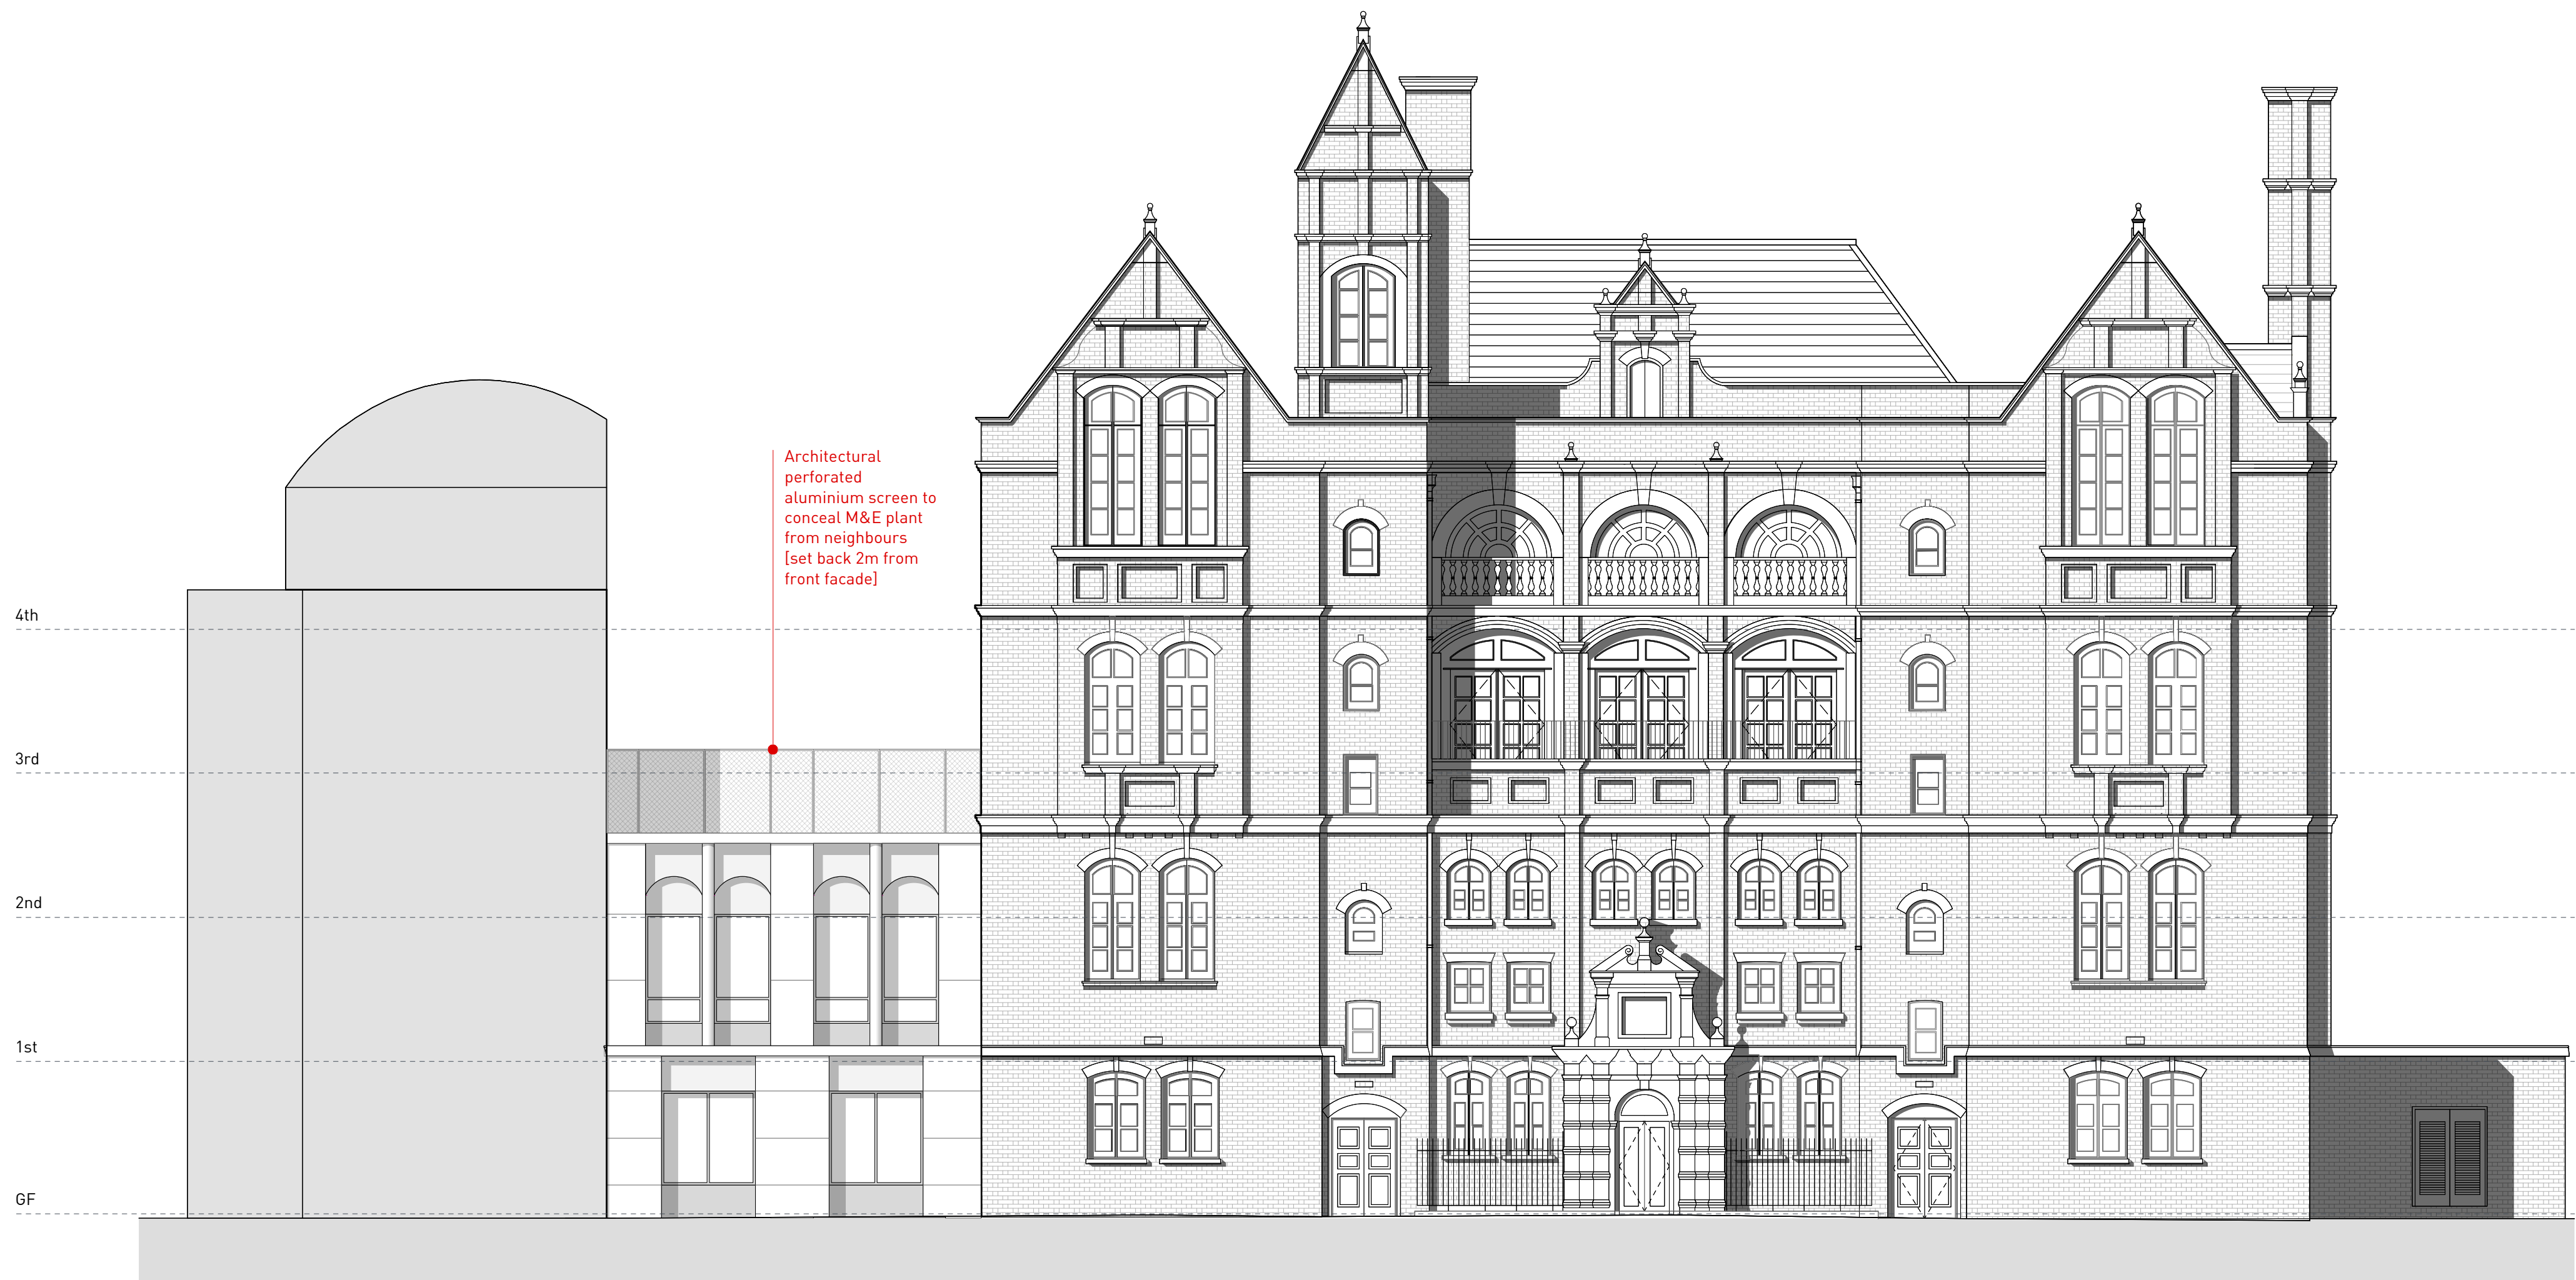 Architectural
perforated
aluminium screen to
conceal M&E plant
from neighbours
[set back 2m from
front facade]
4th
3rd
2nd
1st
GF